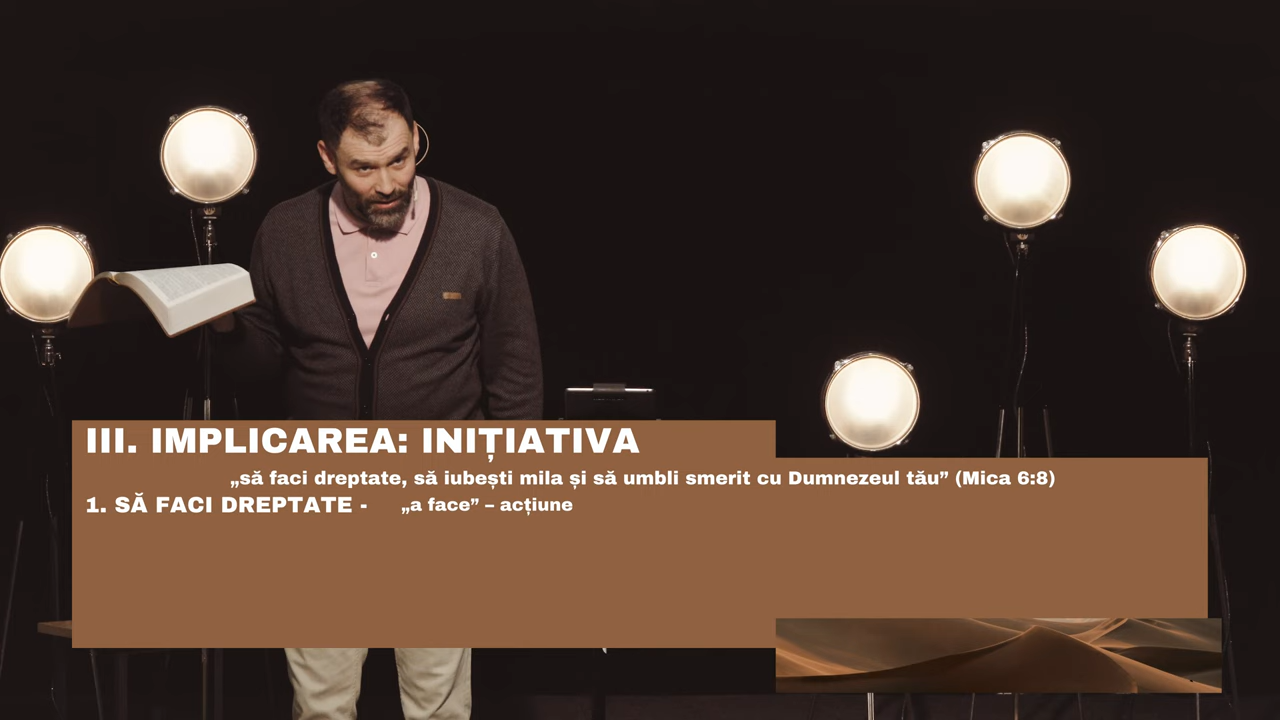 III. IMPLICAREA: INIȚIATIVA
„să faci dreptate, să iubești mila și să umbli smerit cu Dumnezeul tău” (Mica 6:8)
1. SĂ FACI DREPTATE - „a face” – acțiune